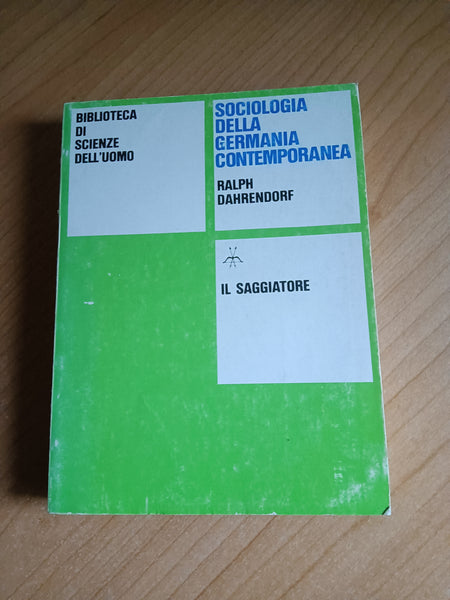 BIBLIOTECA
DI
SCIENZE
DELL'UOMO
SOCIOLOGIA
DELLA
GERMANIA
CONTEMPORANEA
RALPH
DAHRENDORF
IL SAGGIATORE